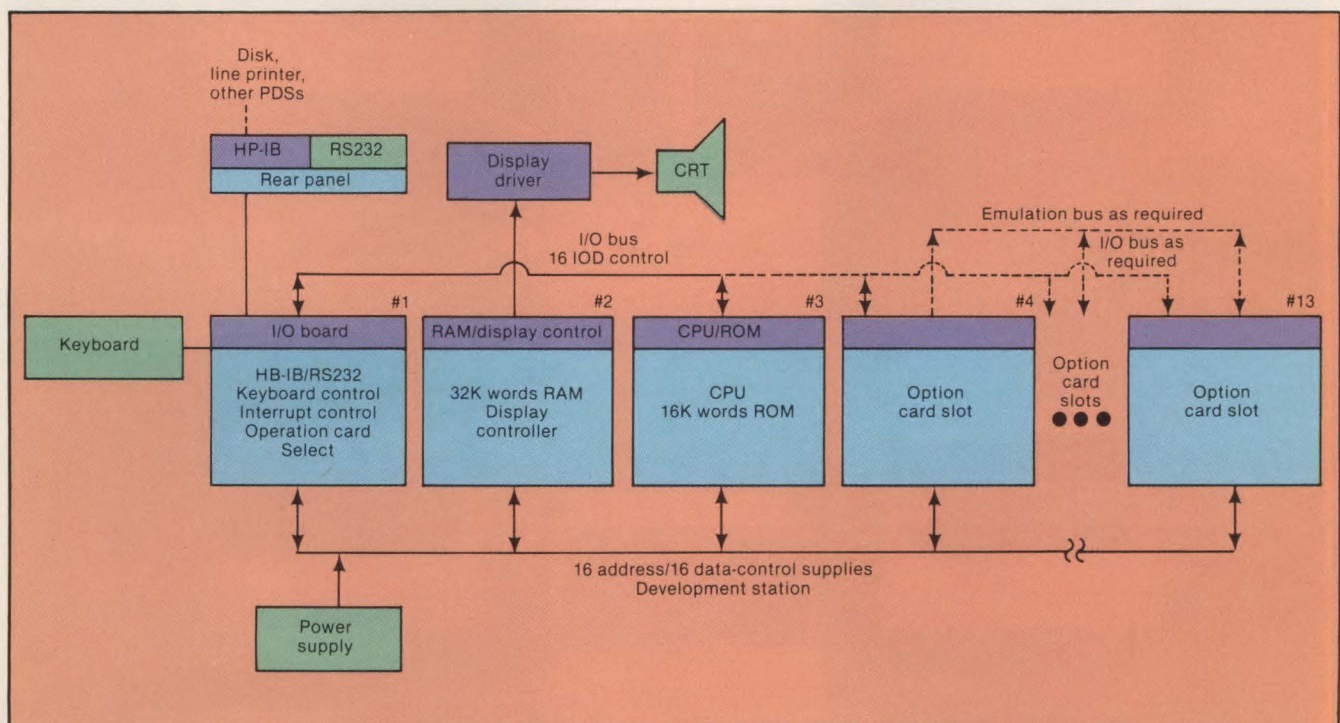 Disk,
line printer,
other PDSs
HP-IB
RS232
Rear panel
Display
driver
CRT
Emulation bus as required
I/O bus
16 IOD control
I/O bus as
required
#1
#2
#3
#4
#13
Keyboard
I/O board
HB-IB/RS232
Keyboard control
Interrupt control
Operation card
Select
RAM/display control
32K words RAM
Display
controller
CPU/ROM
CPU
16K words ROM
Option
card slot
Option
card
slots
Option
card slot
16 address/16 data-control supplies
Development station
Power
supply